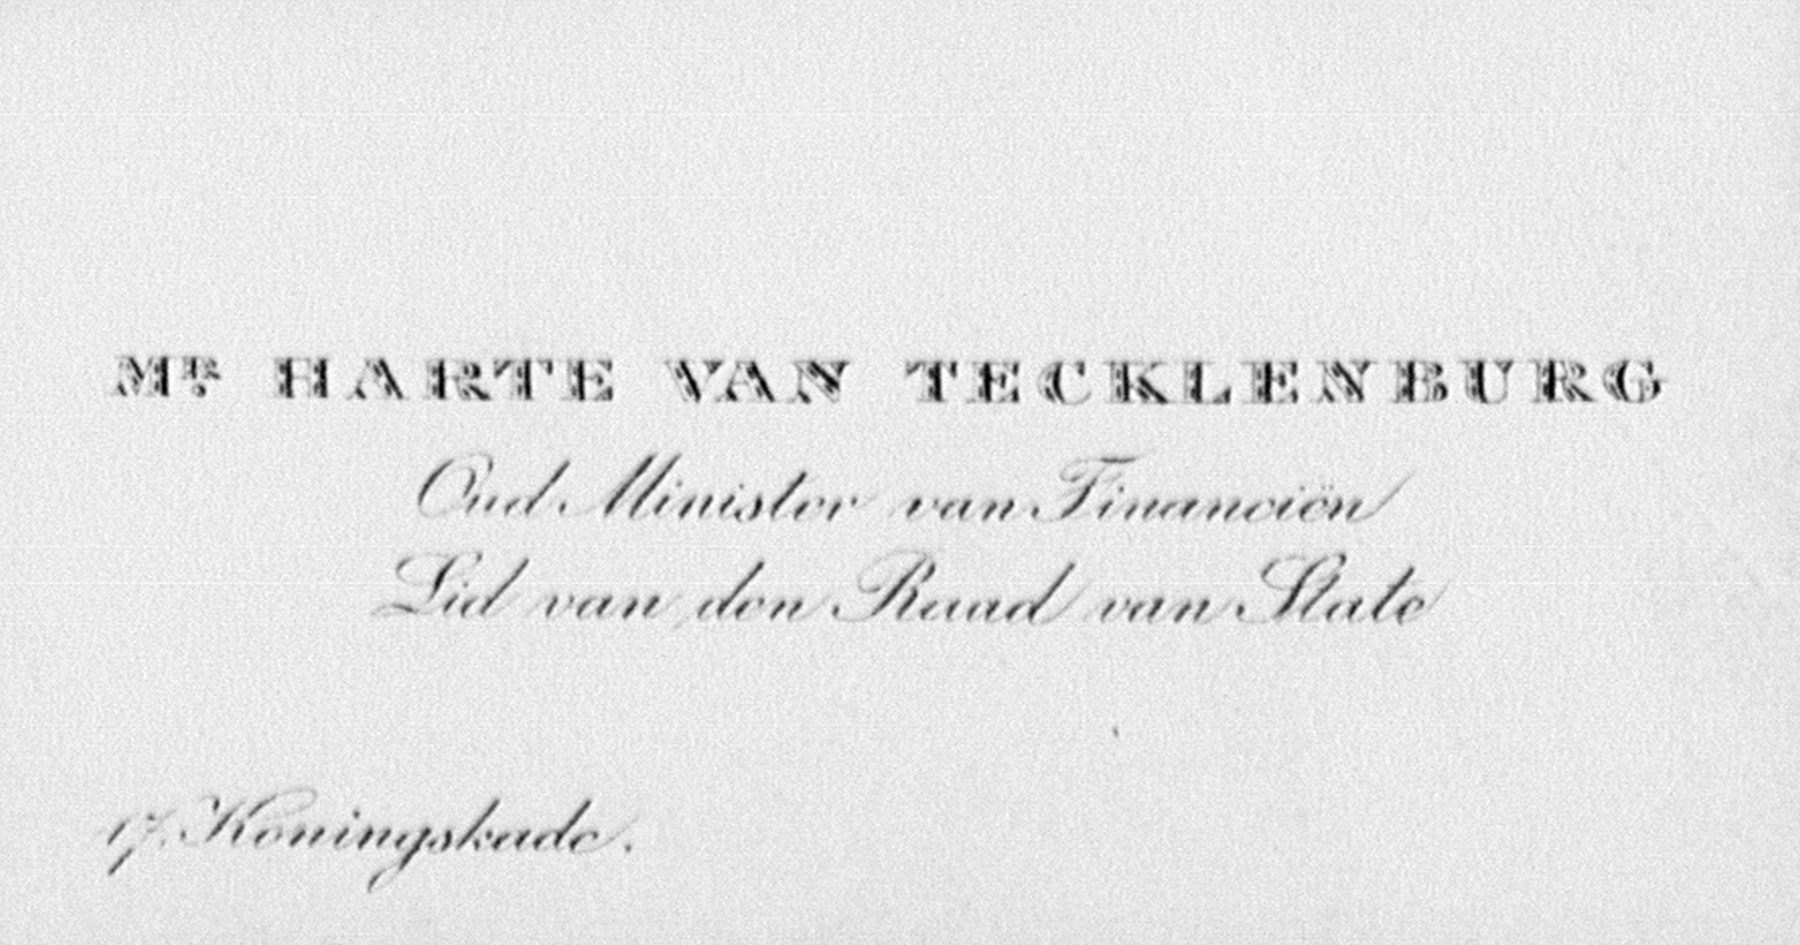 Mr. HARTE VAN TECKLENBURG
Oud Minister van Financiën
Lid van den Raad van State
17. Koningskade.